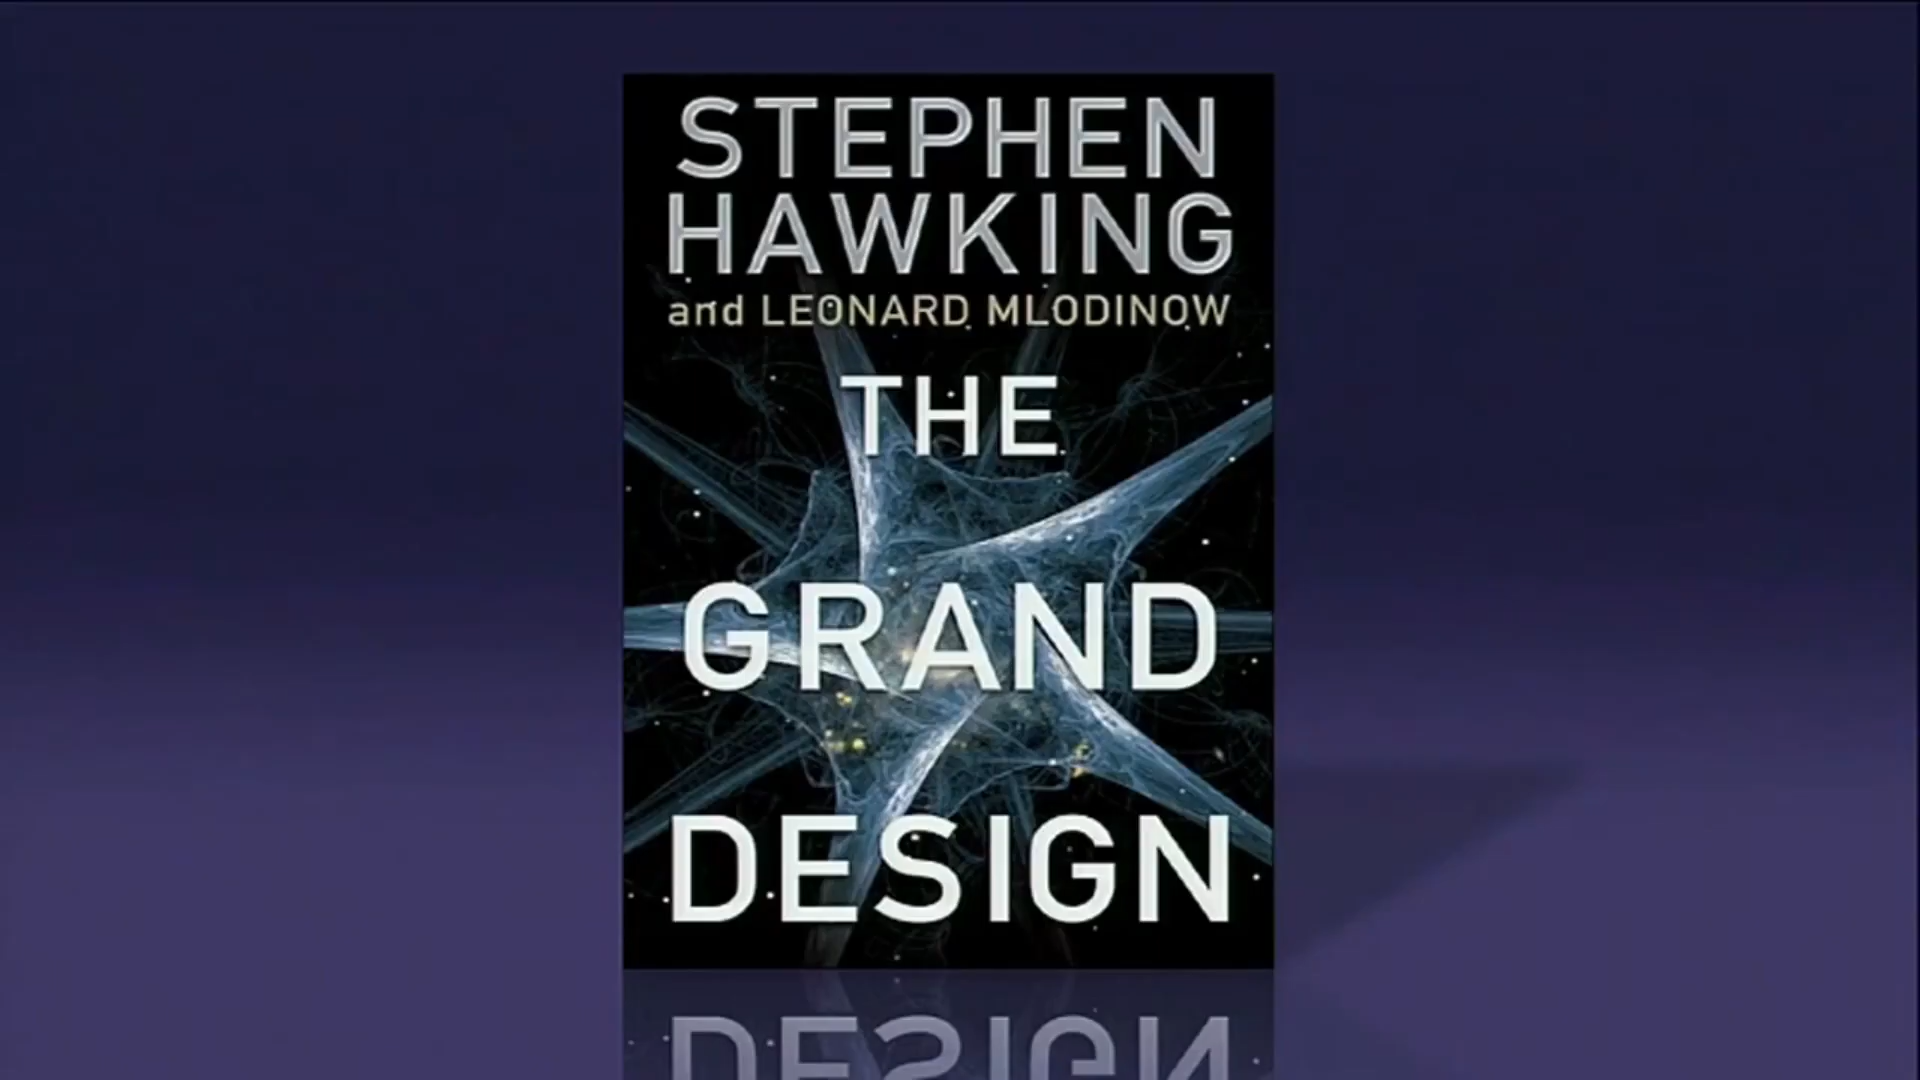 STEPHEN
HAWKING
and LEONARD MLODINOW
THE
GRAND
DESIGN